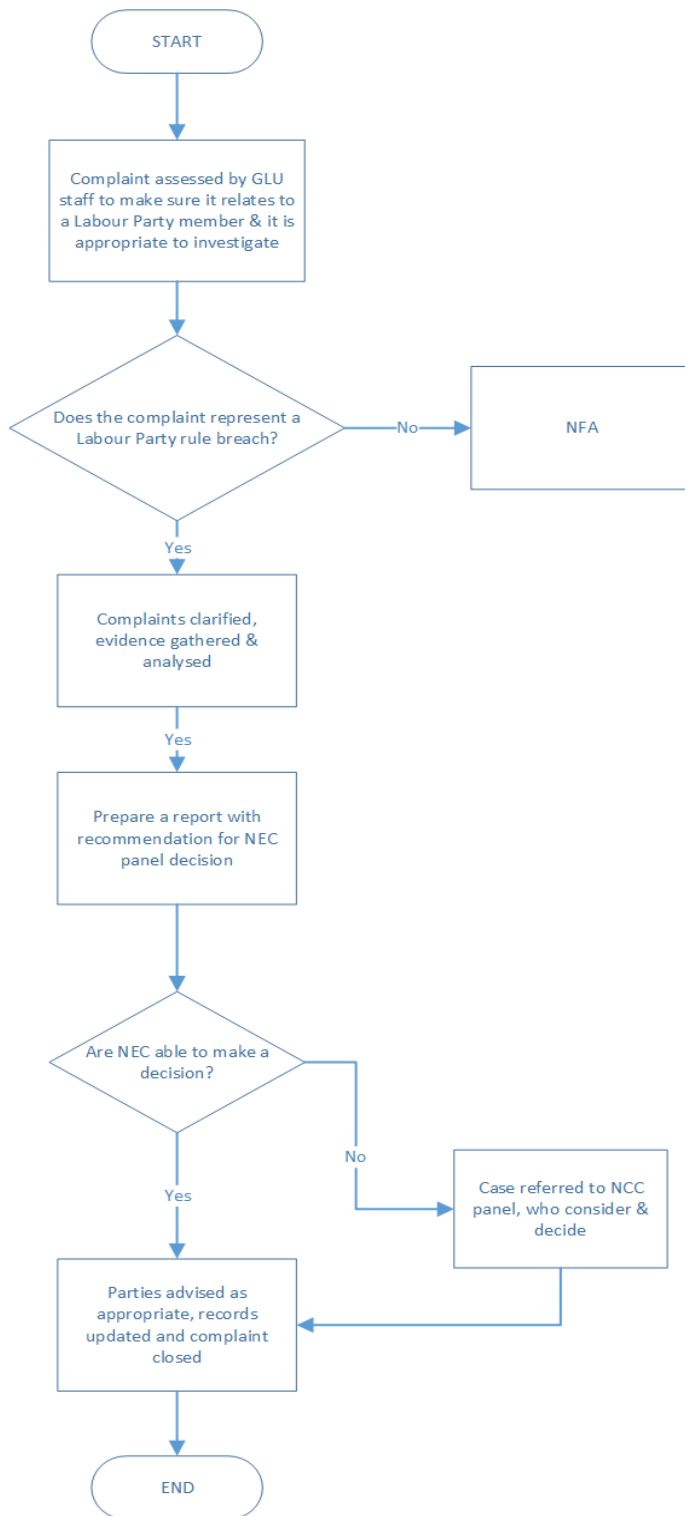 START
Complaint assessed by GLU
staff to make sure it relates to
a Labour Party member & it is
appropriate to investigate
Does the complaint represent a
Labour Party rule breach?
No
NFA
Yes
Complaints clarified,
evidence gathered &
analysed
Yes
Prepare a report with
recommendation for NEC
panel decision
Are NEC able to make a
decision?
No
Yes
Case referred to NCC
panel, who consider &
decide
Parties advised as
appropriate, records
updated and complaint
closed
END